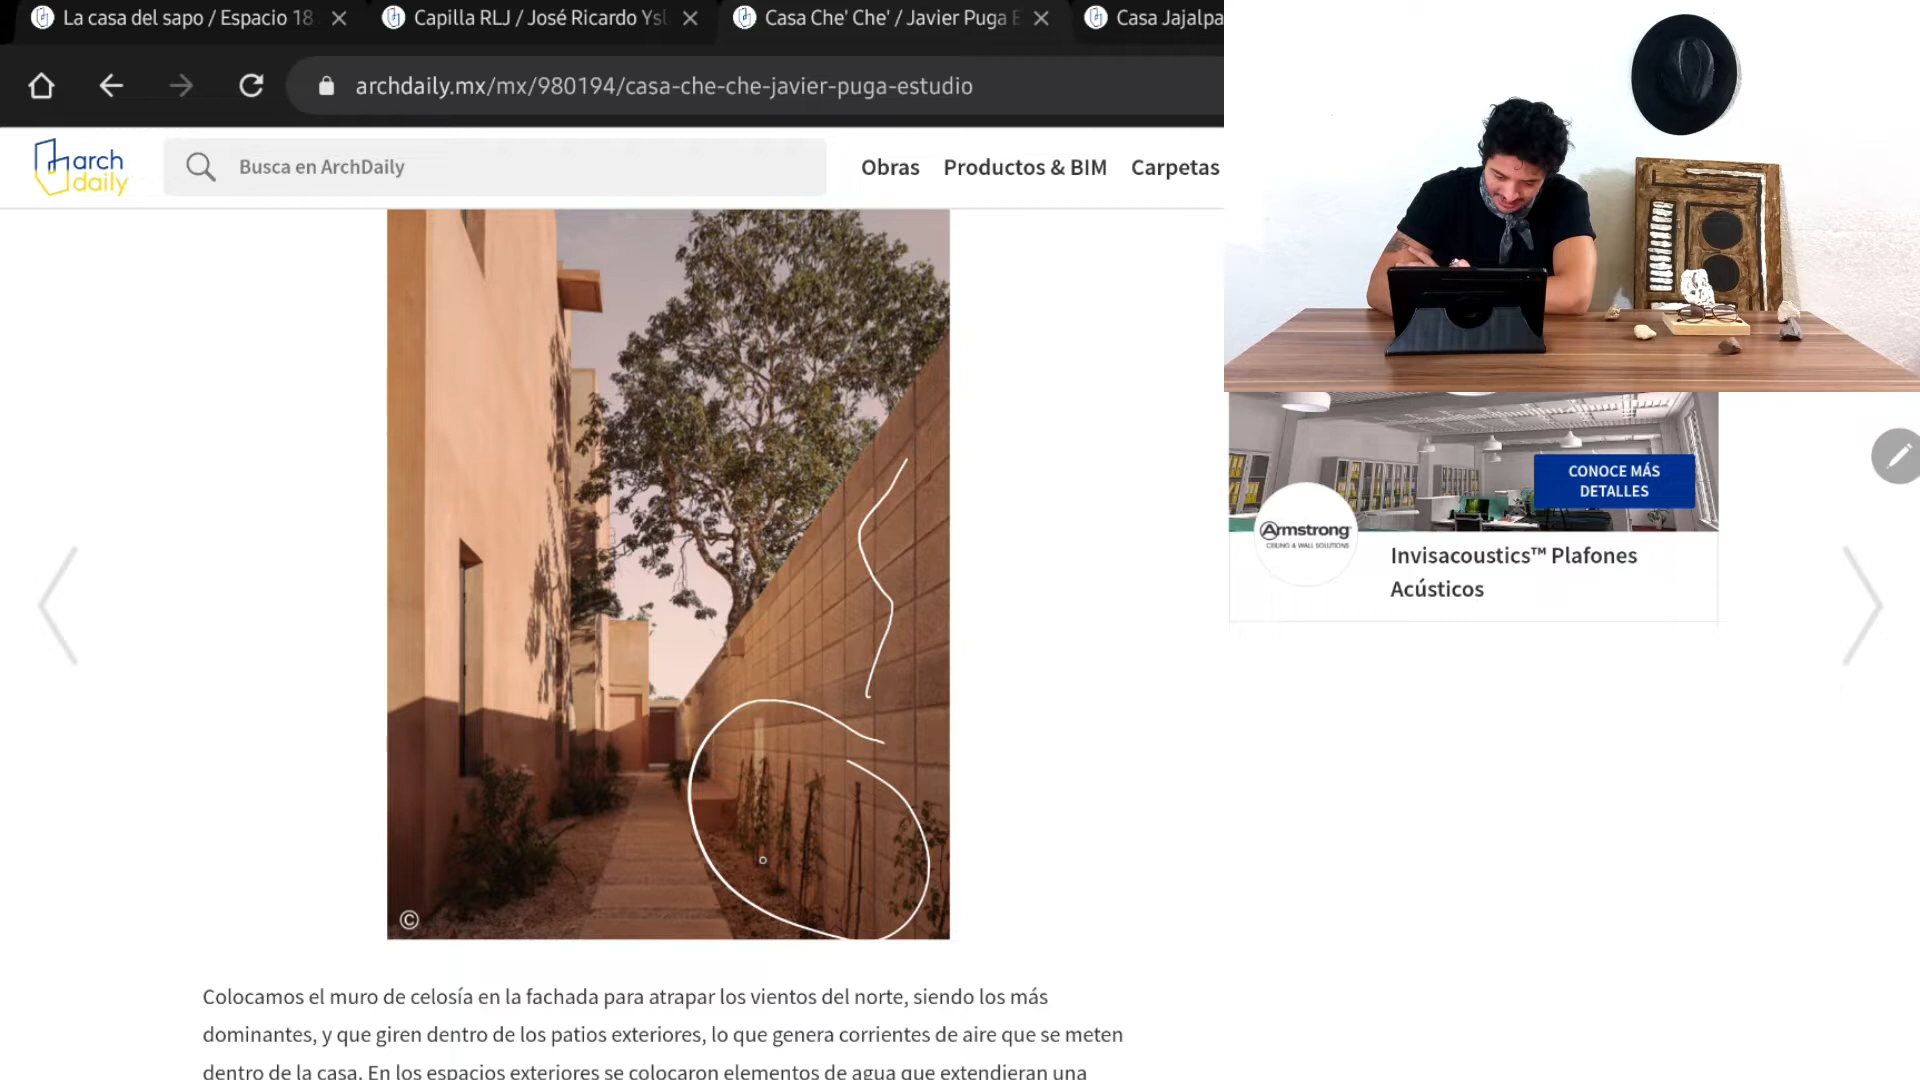 La casa del sapo / Espacio 18
Capilla RLJ / José Ricardo Ysl
Casa Che' Che' / Javier Puga E
Casa Jajalpa
archdaily.mx/mx/980194/casa-che-che-javier-puga-estudio
arch
daily
Busca en ArchDaily
Obras
Productos & BIM
Carpetas
CONOCE MÁS
DETALLES
Armstrong
CEILING & WALL SOLUTIONS
Invisacoustics™ Plafones
Acústicos
©
Colocamos el muro de celosía en la fachada para atrapar los vientos del norte, siendo los más
dominantes, y que giren dentro de los patios exteriores, lo que genera corrientes de aire que se meten
dentro de la casa. En los espacios exteriores se colocaron elementos de agua que extendieran una